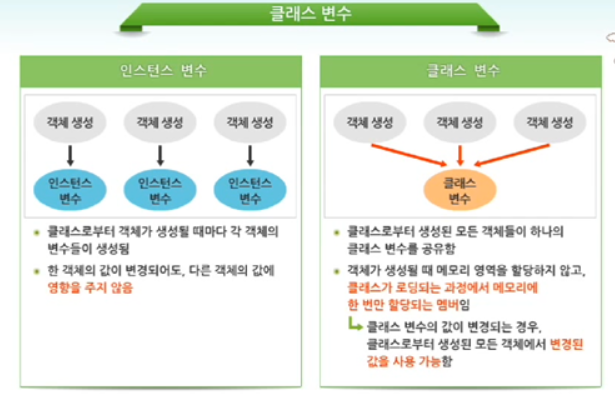 클래스 변수
인스턴스 변수
객체 생성 객체 생성 객체 생성
인스턴스 인스턴스 인스턴스
변수 변수 변수
클래스로부터 객체가 생성될 때마다 각 객체의
변수들이 생성됨
한 객체의 값이 변경되어도, 다른 객체의 값에
영향을 주지 않음
클래스 변수
객체 생성 객체 생성 객체 생성
클래스
변수
클래스로부터 생성된 모든 객체들이 하나의
클래스 변수를 공유함
객체가 생성될 때 메모리 영역을 할당하지 않고,
클래스가 로딩되는 과정에서 메모리에
한 번만 할당되는 멤버임
클래스 변수의 값이 변경되는 경우,
클래스로부터 생성된 모든 객체에서 변경된
값을 사용 가능함